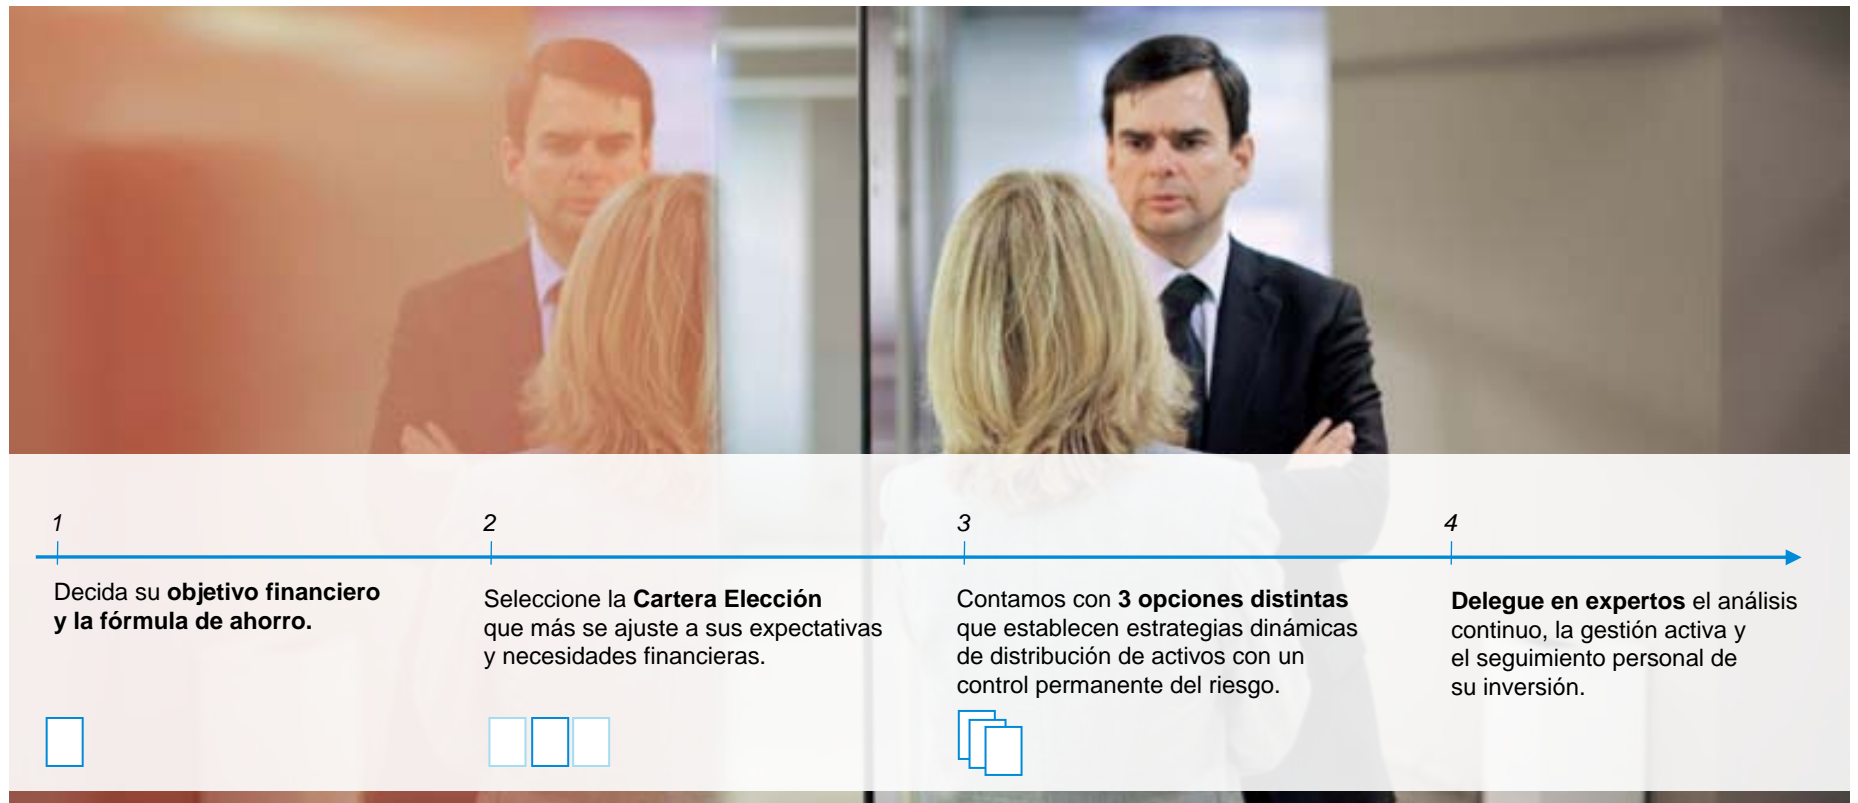 1
Decida su objetivo financiero
y la fórmula de ahorro.
2
Seleccione la Cartera Elección
que más se ajuste a sus expectativas
y necesidades financieras.
3
Contamos con 3 opciones distintas
que establecen estrategias dinámicas
de distribución de activos con un
control permanente del riesgo.
4
Delegue en expertos el análisis
continuo, la gestión activa y
el seguimiento personal de
su inversión.